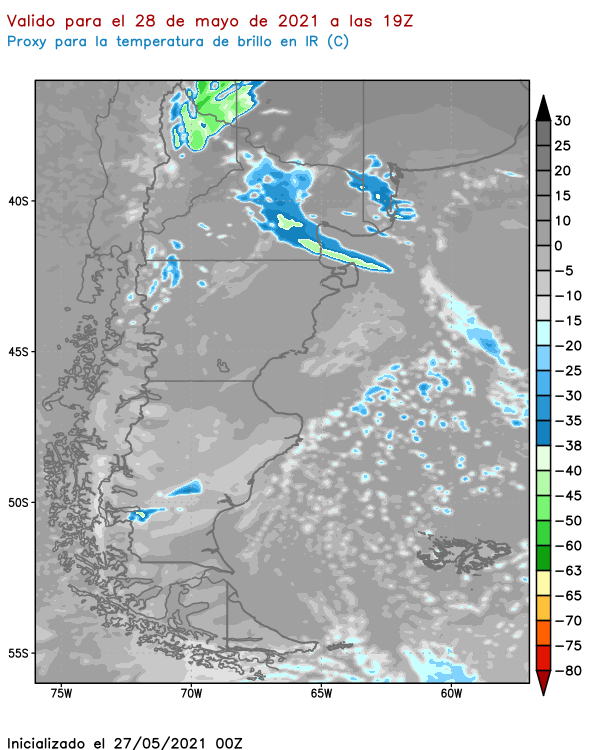 Valido para el 28 de mayo de 2021 a las 19Z
Proxy para la temperatura de brillo en IR (C)
40S
45S
50S
55S
75W
70W
65W
60W
30
25
20
15
10
0
−5
−10
−15
−20
−25
−30
−35
−38
−40
−45
−50
−60
−63
−65
−70
−75
−80
Inicializado el 27/05/2021 00Z